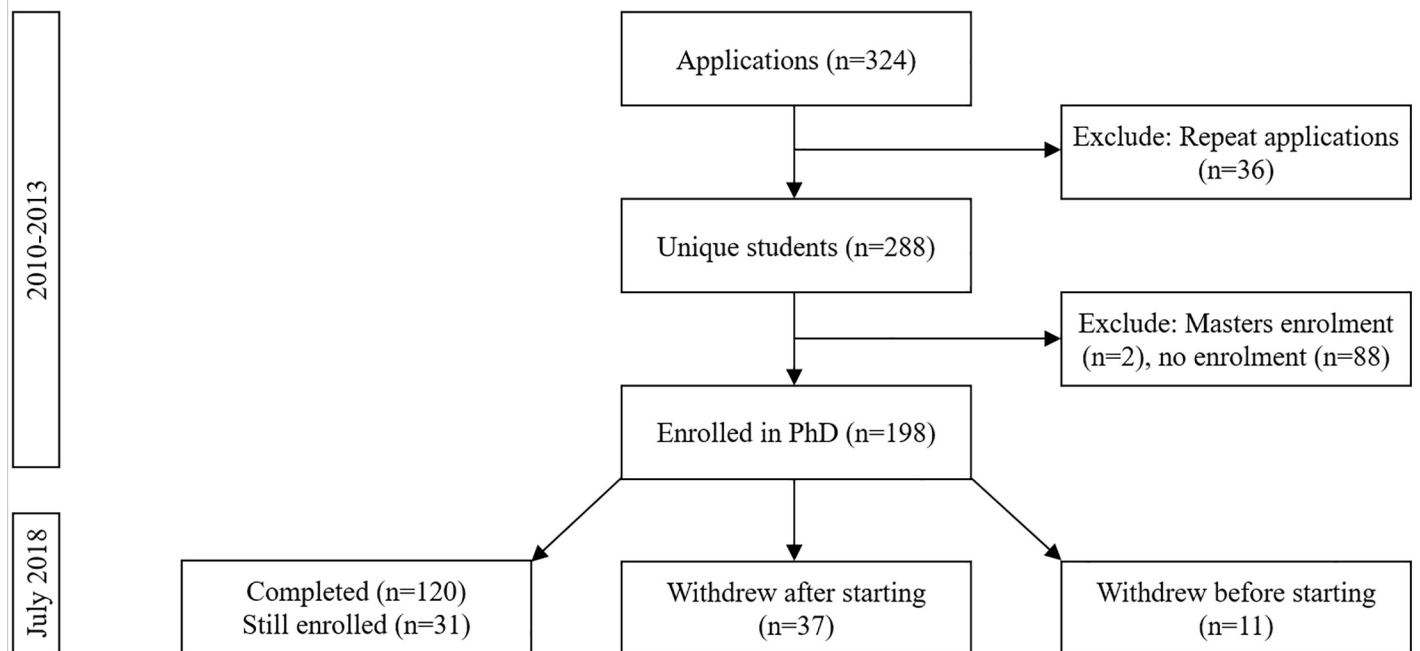 Applications (n=324)
Exclude: Repeat applications
(n=36)
2010-2013
Unique students (n=288)
Exclude: Masters enrolment
(n=2), no enrolment (n=88)
Enrolled in PhD (n=198)
July 2018
Completed (n=120)
Still enrolled (n=31)
Withdrew after starting
(n=37)
Withdrew before starting
(n=11)